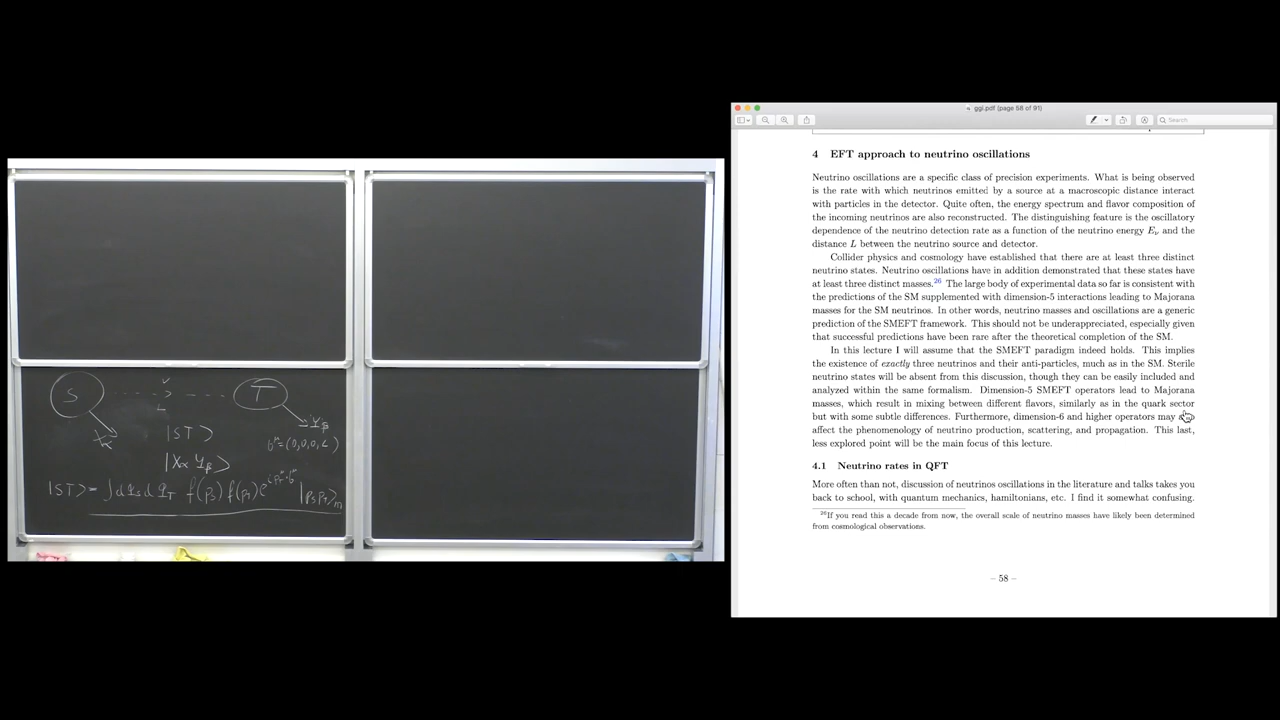 S
ν
T
L
X_α
Y_β
b^μ = (0,0,0,L)
|ST⟩
|X_α Y_β⟩
|ST⟩ = ∫dq_S dq_T f(p_S) f(p_T) e^{i p_T^μ · b^μ} |p_S p_T⟩_in
ggi.pdf (page 58 of 91)
Search
4 EFT approach to neutrino oscillations
Neutrino oscillations are a specific class of precision experiments. What is being observed
is the rate with which neutrinos emitted by a source at a macroscopic distance interact
with particles in the detector. Quite often, the energy spectrum and flavor composition of
the incoming neutrinos are also reconstructed. The distinguishing feature is the oscillatory
dependence of the neutrino detection rate as a function of the neutrino energy E_ν and the
distance L between the neutrino source and detector.
Collider physics and cosmology have established that there are at least three distinct
neutrino states. Neutrino oscillations have in addition demonstrated that these states have
at least three distinct masses.²⁶ The large body of experimental data so far is consistent with
the predictions of the SM supplemented with dimension-5 interactions leading to Majorana
masses for the SM neutrinos. In other words, neutrino masses and oscillations are a generic
prediction of the SMEFT framework. This should not be underappreciated, especially given
that successful predictions have been rare after the theoretical completion of the SM.
In this lecture I will assume that the SMEFT paradigm indeed holds. This implies
the existence of exactly three neutrinos and their anti-particles, much as in the SM. Sterile
neutrino states will be absent from this discussion, though they can be easily included and
analyzed within the same formalism. Dimension-5 SMEFT operators lead to Majorana
masses, which result in mixing between different flavors, similarly as in the quark sector
but with some subtle differences. Furthermore, dimension-6 and higher operators may
affect the phenomenology of neutrino production, scattering, and propagation. This last,
less explored point will be the main focus of this lecture.
4.1 Neutrino rates in QFT
More often than not, discussion of neutrinos oscillations in the literature and talks takes you
back to school, with quantum mechanics, hamiltonians, etc. I find it somewhat confusing.
²⁶If you read this a decade from now, the overall scale of neutrino masses have likely been determined
from cosmological observations.
– 58 –